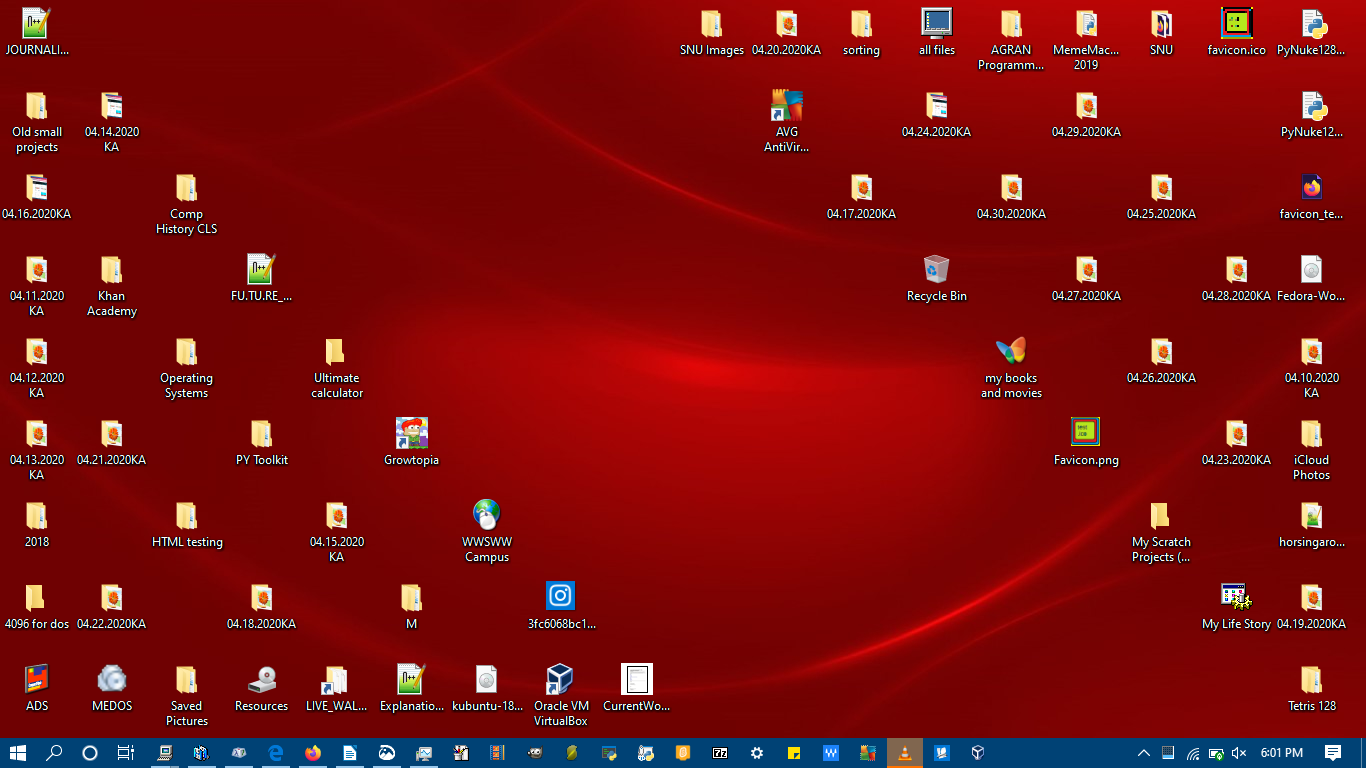 JOURNALI...
SNU Images
04.20.2020KA
sorting
all files
AGRAN
Programm...
MemeMac...
2019
SNU
favicon.ico
PyNuke128...
Old small
projects
04.14.2020
KA
AVG
AntiVir...
04.24.2020KA
04.29.2020KA
PyNuke12...
04.16.2020KA
Comp
History CLS
04.17.2020KA
04.30.2020KA
04.25.2020KA
favicon_te...
04.11.2020
KA
Khan
Academy
FU.TU.RE_...
Recycle Bin
04.27.2020KA
04.28.2020KA
Fedora-Wo...
04.12.2020
KA
Operating
Systems
Ultimate
calculator
my books
and movies
04.26.2020KA
04.10.2020
KA
04.13.2020
KA
04.21.2020KA
PY Toolkit
Growtopia
Favicon.png
04.23.2020KA
iCloud
Photos
2018
HTML testing
04.15.2020
KA
WWSWW
Campus
My Scratch
Projects (...
horsingaro...
4096 for dos
04.22.2020KA
04.18.2020KA
M
3fc6068bc1...
My Life Story
04.19.2020KA
ADS
MEDOS
Saved
Pictures
Resources
LIVE_WAL...
Explanatio...
kubuntu-18...
Oracle VM
VirtualBox
CurrentWo...
Tetris 128
6:01 PM